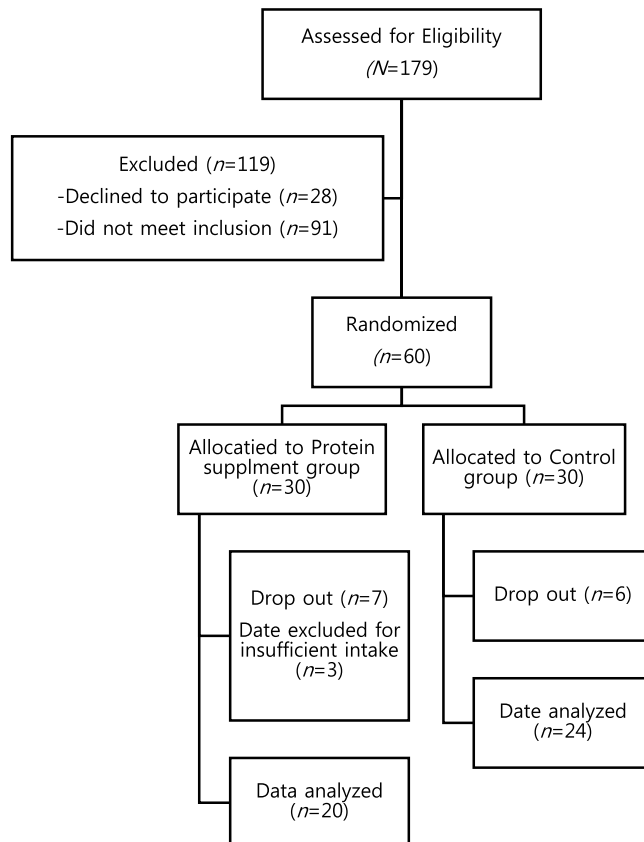 Assessed for Eligibility
(N=179)
Excluded (n=119)
-Declined to participate (n=28)
-Did not meet inclusion (n=91)
Randomized
(n=60)
Allocatied to Protein
supplment group
(n=30)
Allocated to Control
group (n=30)
Drop out (n=7)
Date excluded for
insufficient intake
(n=3)
Drop out (n=6)
Date analyzed
(n=24)
Data analyzed
(n=20)